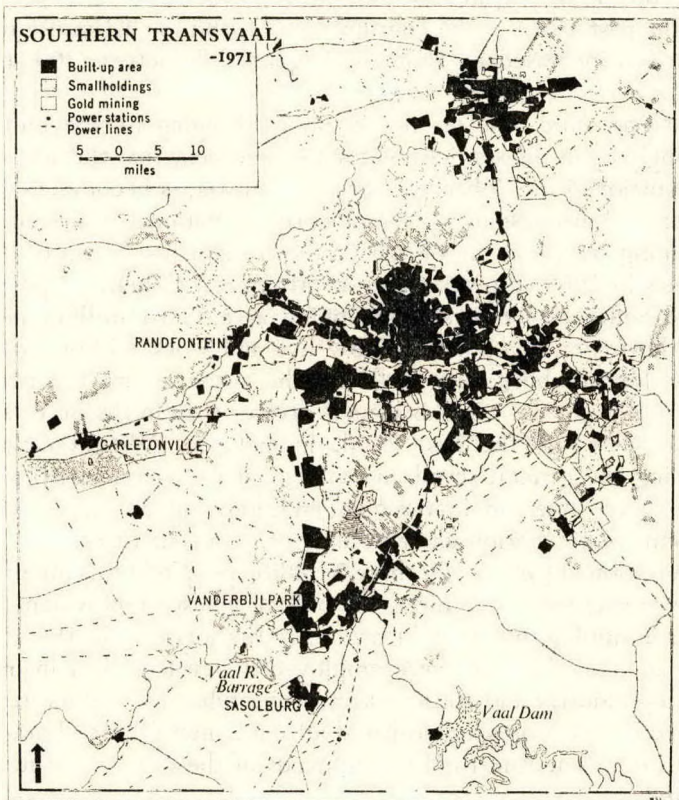 SOUTHERN TRANSVAAL
-1971
Built-up area
Smallholdings
Gold mining
Power stations
Power lines
5 0 5 10
miles
RANDFONTEIN
CARLETONVILLE
VANDERBIJLPARK
Vaal R.
Barrage
SASOLBURG
Vaal Dam